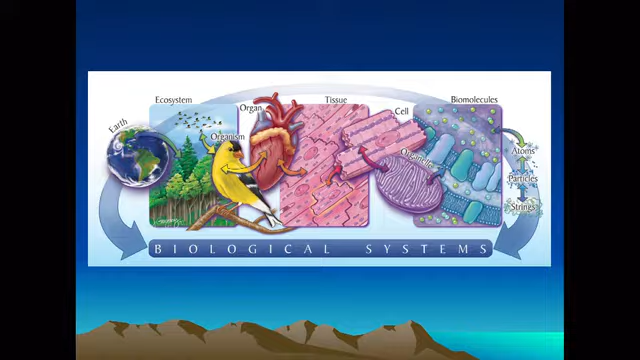 Earth
Ecosystem
Organism
Organ
Tissue
Cell
Organelle
Biomolecules
Atoms
Particles
Strings
BIOLOGICAL SYSTEMS